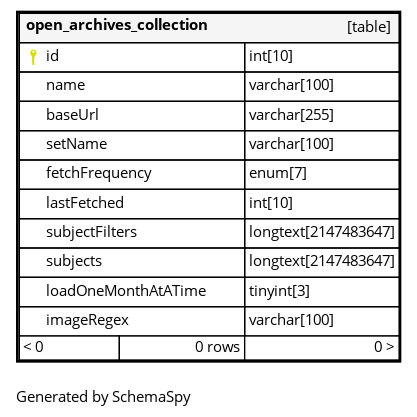 open_archives_collection [table]
id int[10]
name varchar[100]
baseUrl varchar[255]
setName varchar[100]
fetchFrequency enum[7]
lastFetched int[10]
subjectFilters longtext[2147483647]
subjects longtext[2147483647]
loadOneMonthAtATime tinyint[3]
imageRegex varchar[100]
< 0 0 rows 0 >
Generated by SchemaSpy